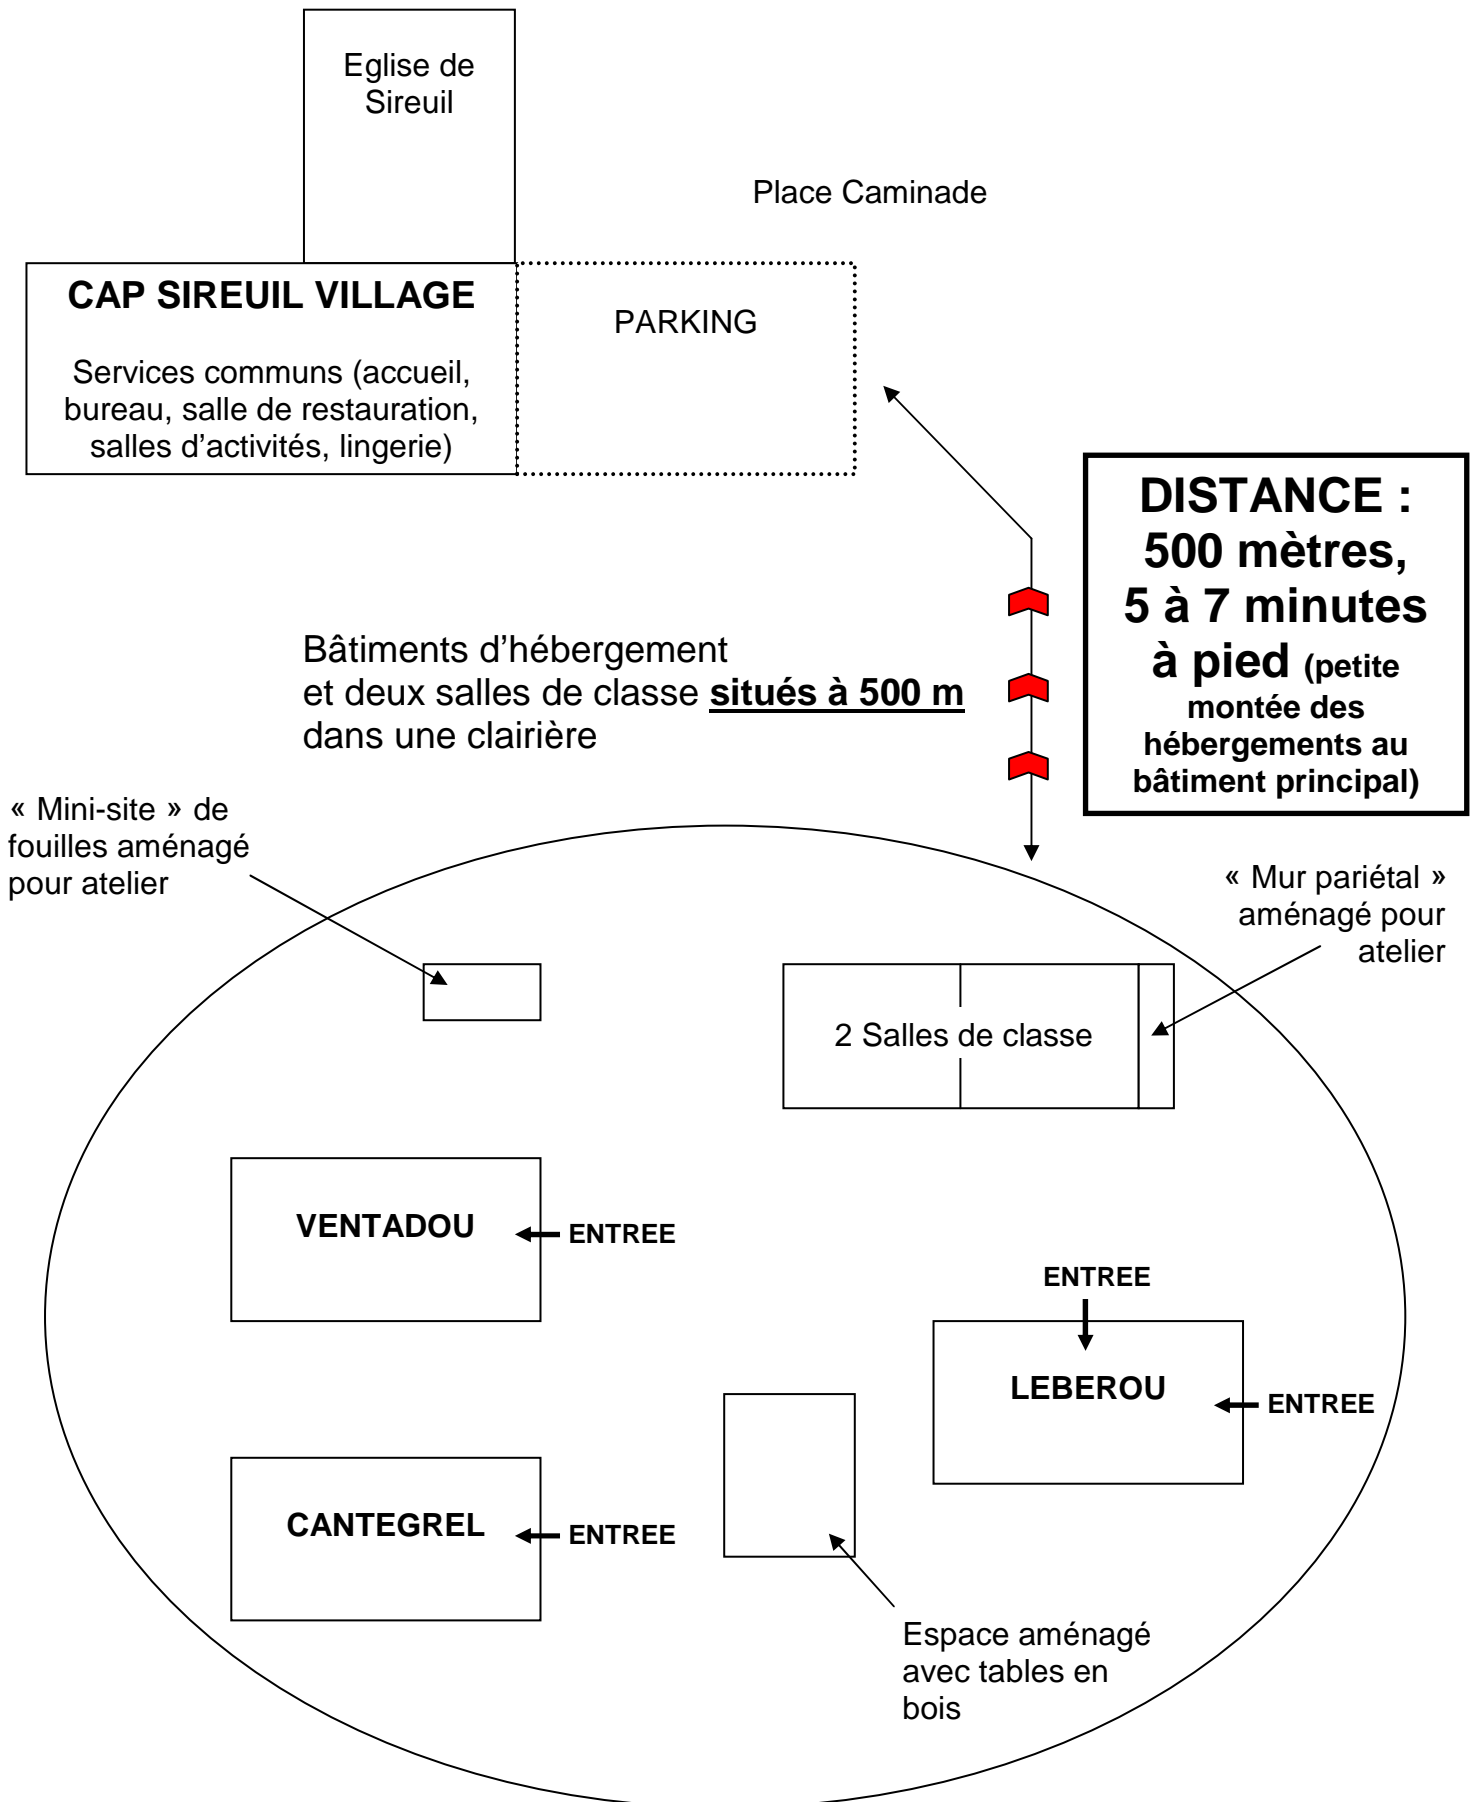 Eglise de
Sireuil
Place Caminade
CAP SIREUIL VILLAGE
PARKING
Services communs (accueil,
bureau, salle de restauration,
salles d’activités, lingerie)
DISTANCE :
500 mètres,
5 à 7 minutes
à pied (petite
montée des
hébergements au
bâtiment principal)
Bâtiments d’hébergement
et deux salles de classe situés à 500 m
dans une clairière
« Mini-site » de
fouilles aménagé
pour atelier
« Mur pariétal »
aménagé pour
atelier
2 Salles de classe
VENTADOU
ENTREE
ENTREE
LEBEROU
ENTREE
CANTEGREL
ENTREE
Espace aménagé
avec tables en
bois